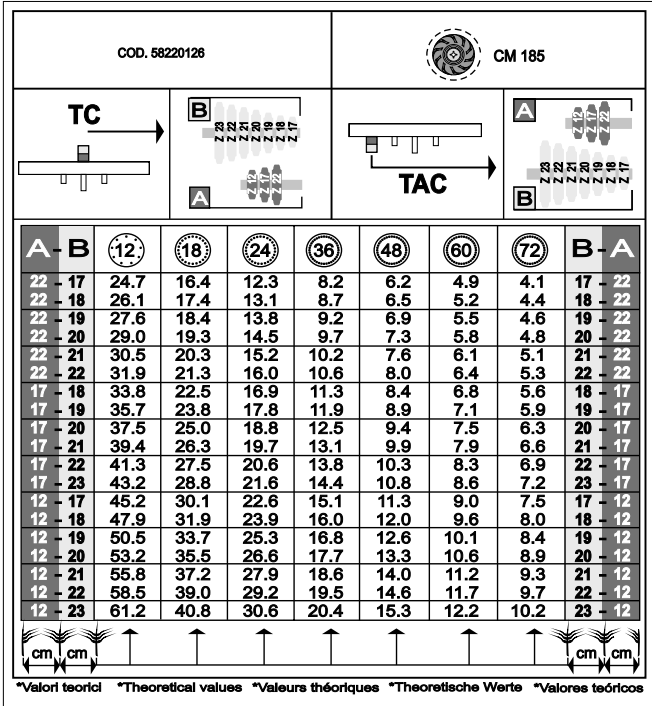 COD. 58220126
CM 185
TC
B
Z 23 Z 22 Z 21 Z 20 Z 19 Z 18 Z 17
A
Z 12 Z 17 Z 22
TAC
A
Z 12 Z 17 Z 22
B
Z 23 Z 22 Z 21 Z 20 Z 19 Z 18 Z 17
A - B 12 18 24 36 48 60 72 B - A
22 - 17 24.7 16.4 12.3 8.2 6.2 4.9 4.1 17 - 22
22 - 18 26.1 17.4 13.1 8.7 6.5 5.2 4.4 18 - 22
22 - 19 27.6 18.4 13.8 9.2 6.9 5.5 4.6 19 - 22
22 - 20 29.0 19.3 14.5 9.7 7.3 5.8 4.8 20 - 22
22 - 21 30.5 20.3 15.2 10.2 7.6 6.1 5.1 21 - 22
22 - 22 31.9 21.3 16.0 10.6 8.0 6.4 5.3 22 - 22
17 - 18 33.8 22.5 16.9 11.3 8.4 6.8 5.6 18 - 17
17 - 19 35.7 23.8 17.8 11.9 8.9 7.1 5.9 19 - 17
17 - 20 37.5 25.0 18.8 12.5 9.4 7.5 6.3 20 - 17
17 - 21 39.4 26.3 19.7 13.1 9.9 7.9 6.6 21 - 17
17 - 22 41.3 27.5 20.6 13.8 10.3 8.3 6.9 22 - 17
17 - 23 43.2 28.8 21.6 14.4 10.8 8.6 7.2 23 - 17
12 - 17 45.2 30.1 22.6 15.1 11.3 9.0 7.5 17 - 12
12 - 18 47.9 31.9 23.9 16.0 12.0 9.6 8.0 18 - 12
12 - 19 50.5 33.7 25.3 16.8 12.6 10.1 8.4 19 - 12
12 - 20 53.2 35.5 26.6 17.7 13.3 10.6 8.9 20 - 12
12 - 21 55.8 37.2 27.9 18.6 14.0 11.2 9.3 21 - 12
12 - 22 58.5 39.0 29.2 19.5 14.6 11.7 9.7 22 - 12
12 - 23 61.2 40.8 30.6 20.4 15.3 12.2 10.2 23 - 12
cm cm cm cm
*Valori teorici *Theoretical values *Valeurs théoriques *Theoretische Werte *Valores teóricos